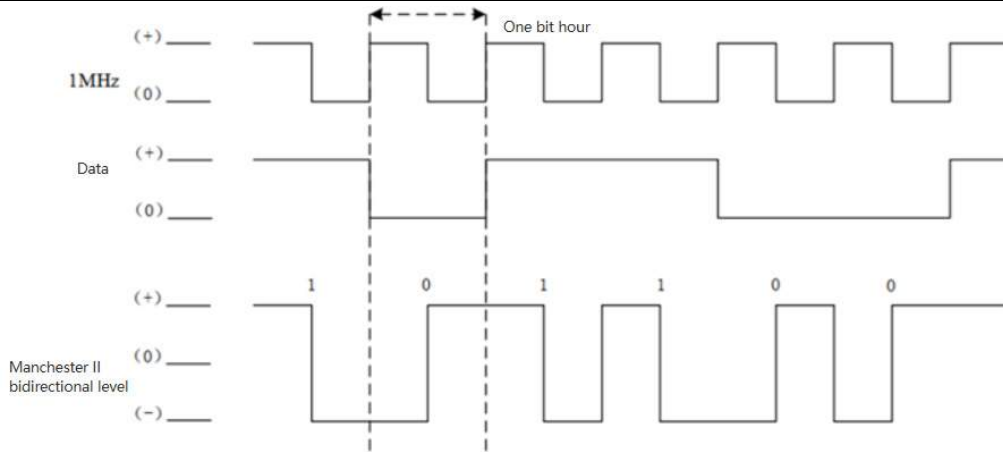 One bit hour
(+)
1MHz
(0)
(+)
Data
(0)
1 0 1 1 0 0
(+)
(0)
Manchester II
bidirectional level
(-)